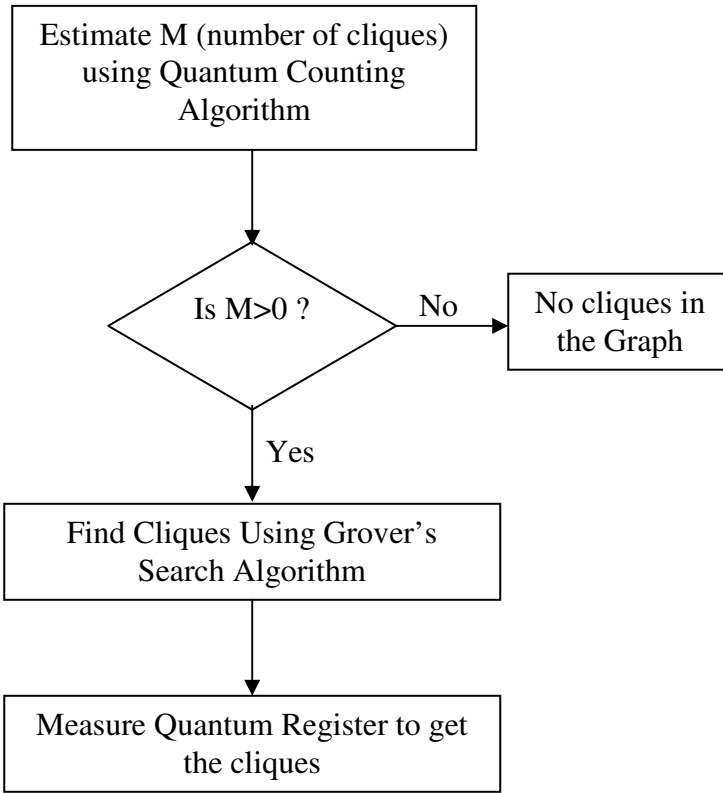 Estimate M (number of cliques)
using Quantum Counting
Algorithm
Is M>0 ?
No
No cliques in
the Graph
Yes
Find Cliques Using Grover's
Search Algorithm
Measure Quantum Register to get
the cliques